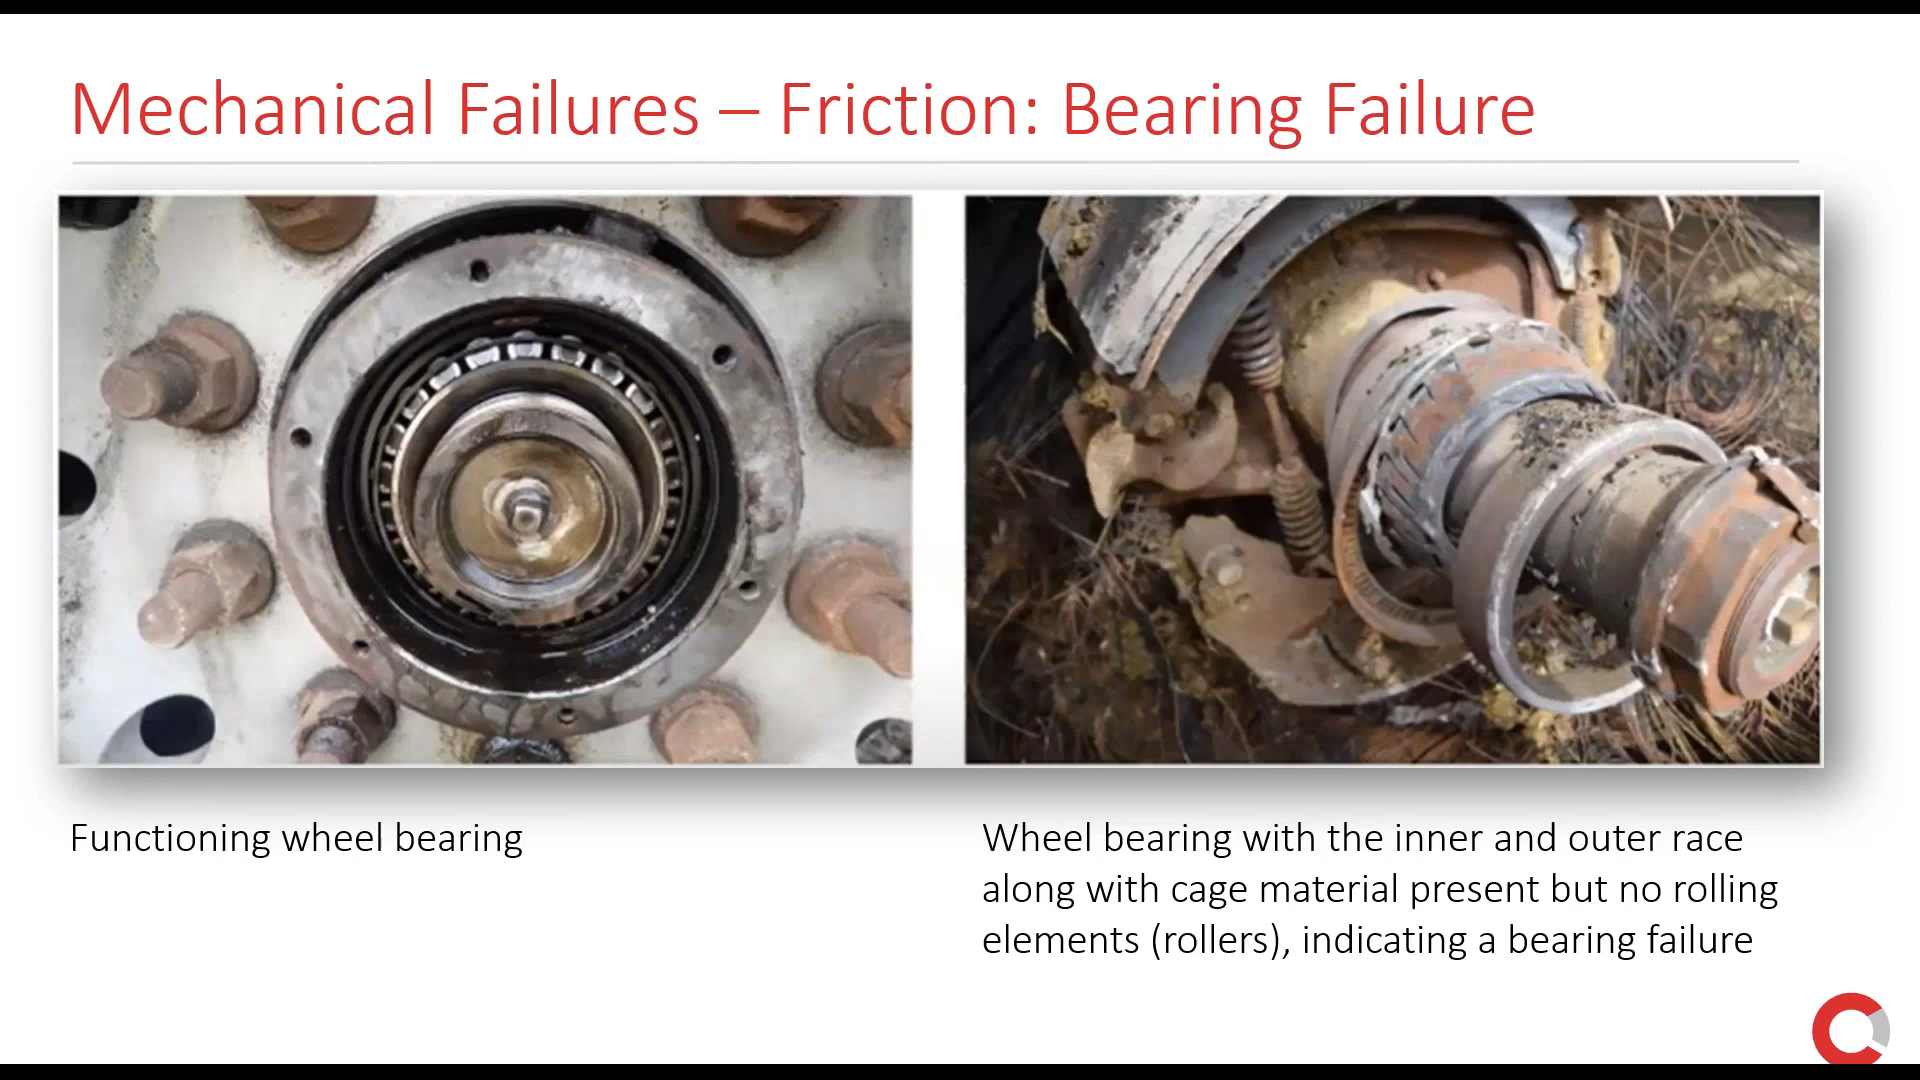 Mechanical Failures – Friction: Bearing Failure
Functioning wheel bearing
Wheel bearing with the inner and outer race
along with cage material present but no rolling
elements (rollers), indicating a bearing failure